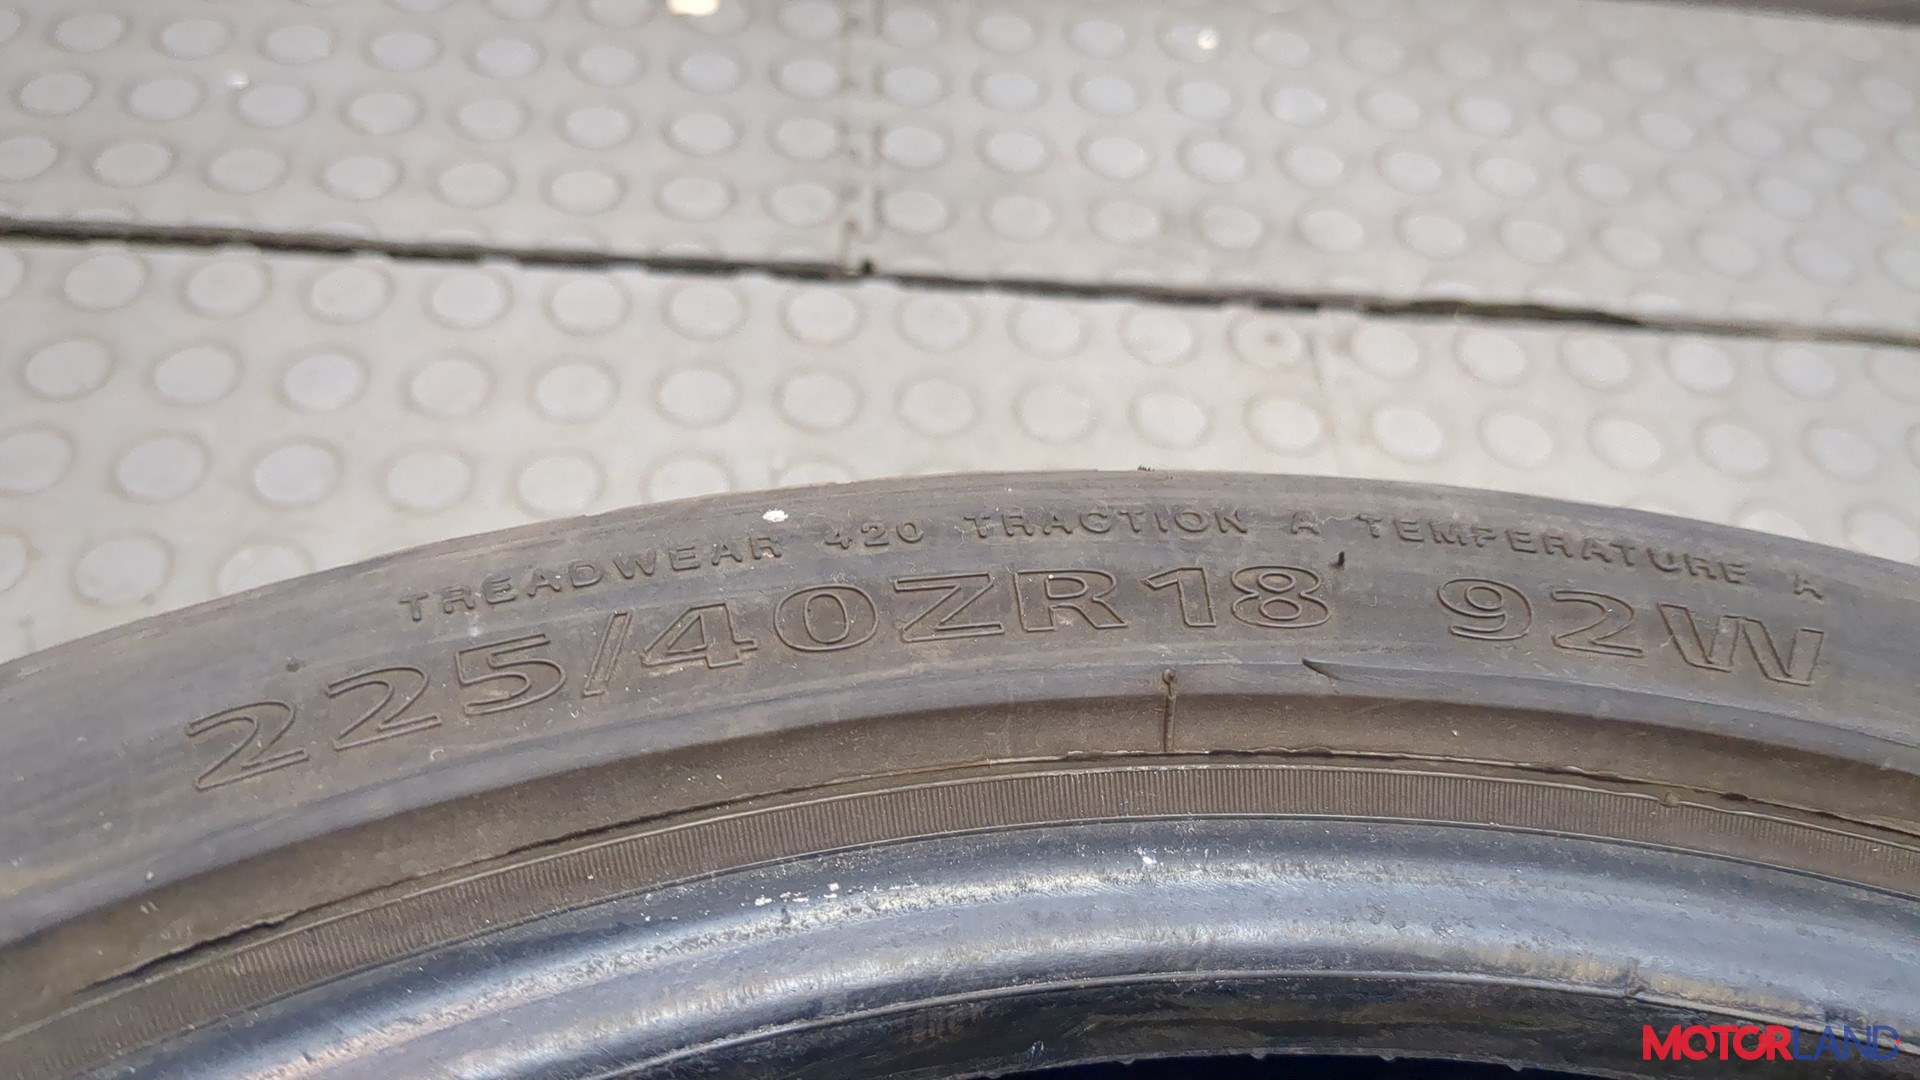 TREADWEAR 420 TRACTION A TEMPERATURE A
225/40ZR18 92W
MOTORLAND